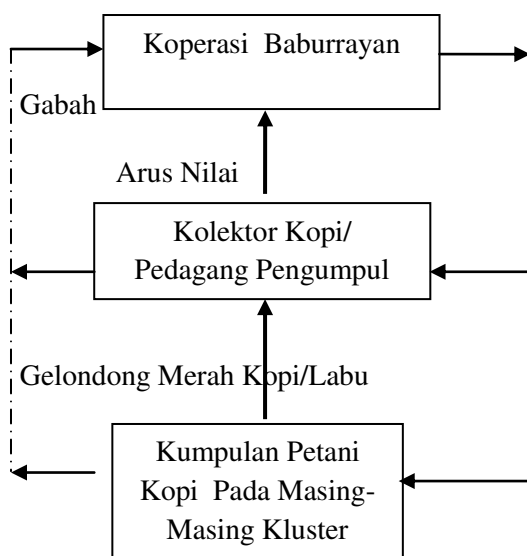 Koperasi Baburrayan
Gabah
Arus Nilai
Kolektor Kopi/
Pedagang Pengumpul
Gelondong Merah Kopi/Labu
Kumpulan Petani
Kopi Pada Masing-
Masing Kluster